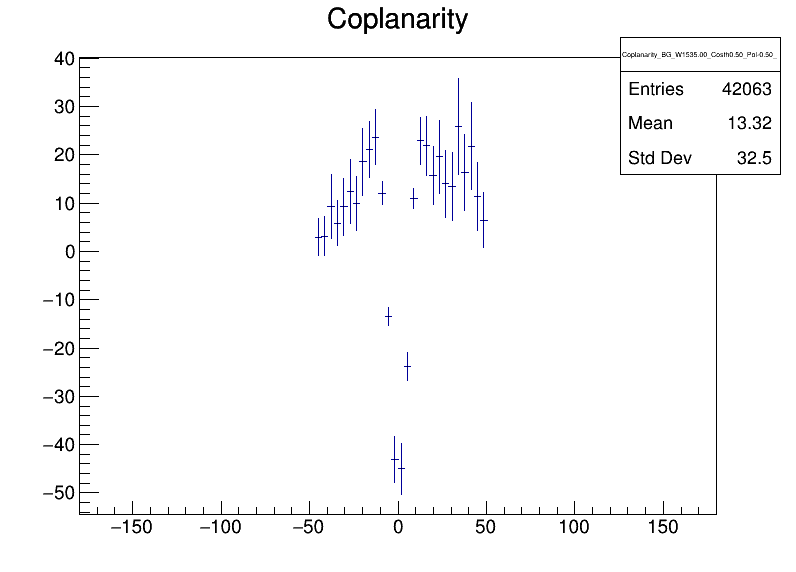 Coplanarity
Coplanarity_BG_W1535.00_Costh0.50_Pol-0.50_
Entries 42063
Mean 13.32
Std Dev 32.5
40
30
20
10
0
−10
−20
−30
−40
−50
−150 −100 −50 0 50 100 150